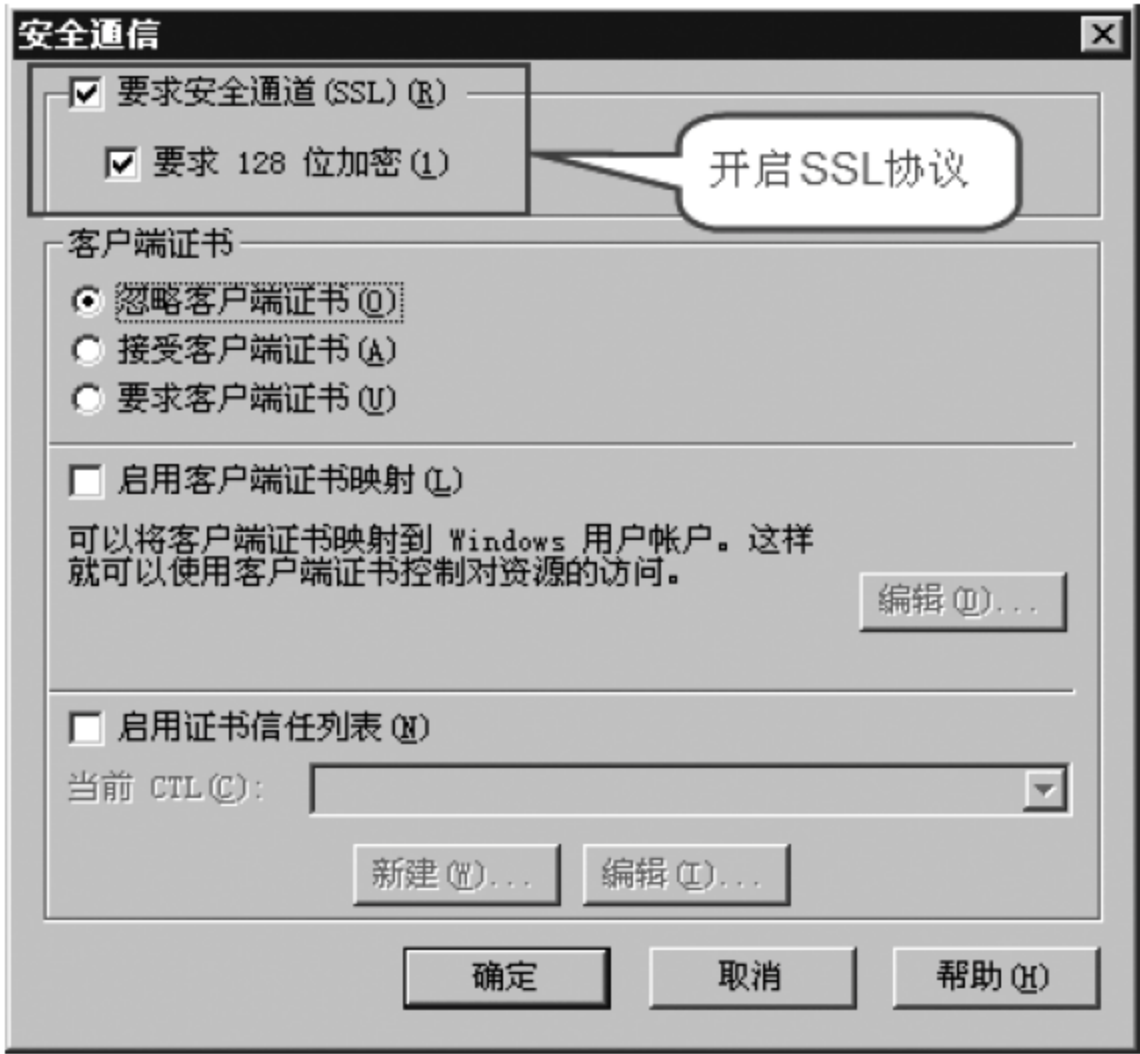 安全通信
要求安全通道(SSL)(R)
要求 128 位加密(1)
开启SSL协议
客户端证书
忽略客户端证书(O)
接受客户端证书(A)
要求客户端证书(U)
启用客户端证书映射(L)
可以将客户端证书映射到 Windows 用户帐户。这样
就可以使用客户端证书控制对资源的访问。
编辑(D)...
启用证书信任列表(N)
当前 CTL(C):
新建(W)...
编辑(I)...
确定
取消
帮助(H)